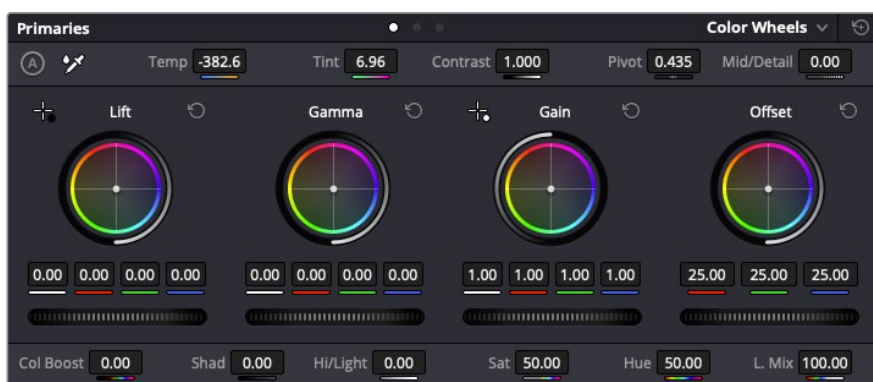 Primaries Color Wheels
A Temp -382.6 Tint 6.96 Contrast 1.000 Pivot 0.435 Mid/Detail 0.00
Lift Gamma Gain Offset
0.00 0.00 0.00 0.00 0.00 0.00 0.00 0.00 1.00 1.00 1.00 1.00 25.00 25.00 25.00
Col Boost 0.00 Shad 0.00 Hi/Light 0.00 Sat 50.00 Hue 50.00 L. Mix 100.00